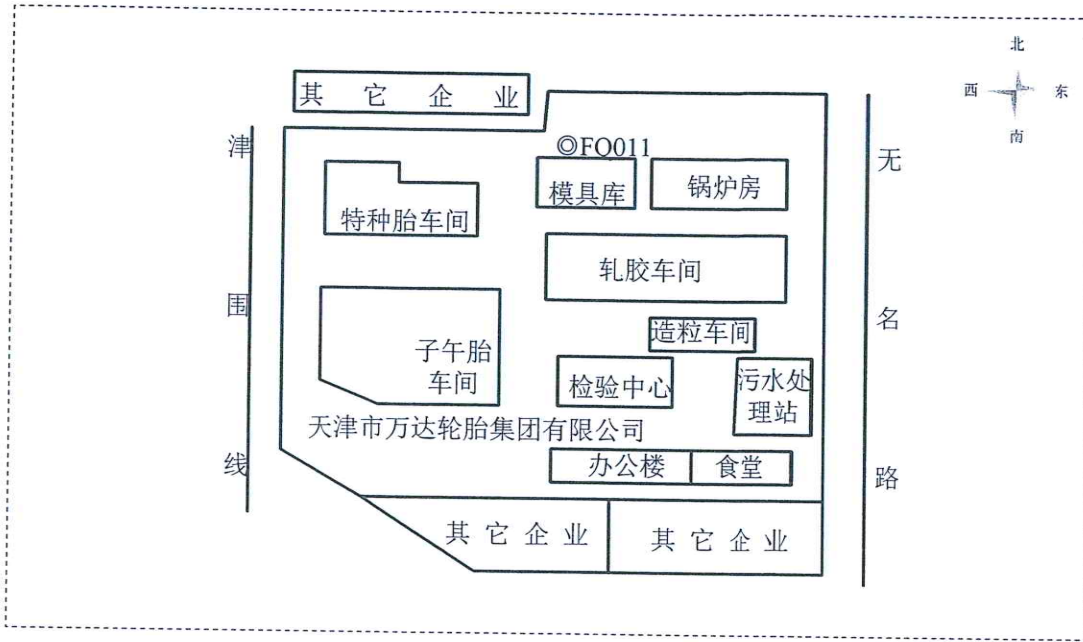 北
西 东
南
其 它 企 业
津围线
无名路
◎FQ011
模具库
锅炉房
特种胎车间
轧胶车间
造粒车间
子午胎
车间
检验中心
污水处
理站
天津市万达轮胎集团有限公司
办公楼
食堂
其 它 企 业
其 它 企 业